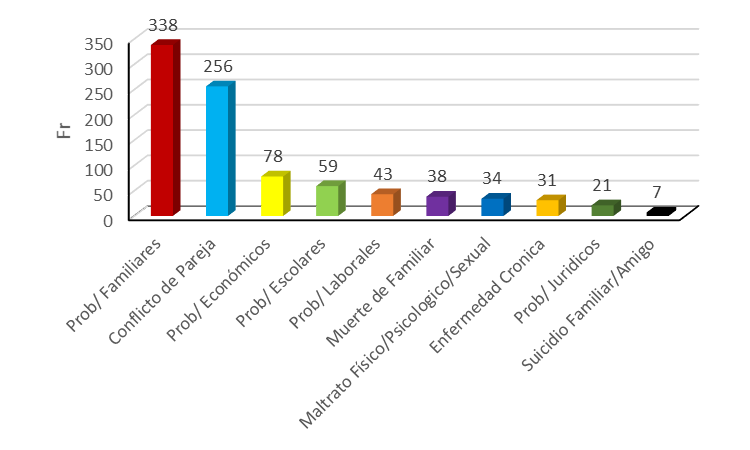 338
350
256
300
250
200
150
78
59
100
43
38
34
31
21
7
50
0
Fr
Prob/ Familiares
Conflicto de Pareja
Prob/ Económicos
Prob/ Escolares
Prob/ Laborales
Muerte de Familiar
Maltrato Físico/Psicologico/Sexual
Enfermedad Cronica
Prob/ Juridicos
Suicidio Familiar/Amigo